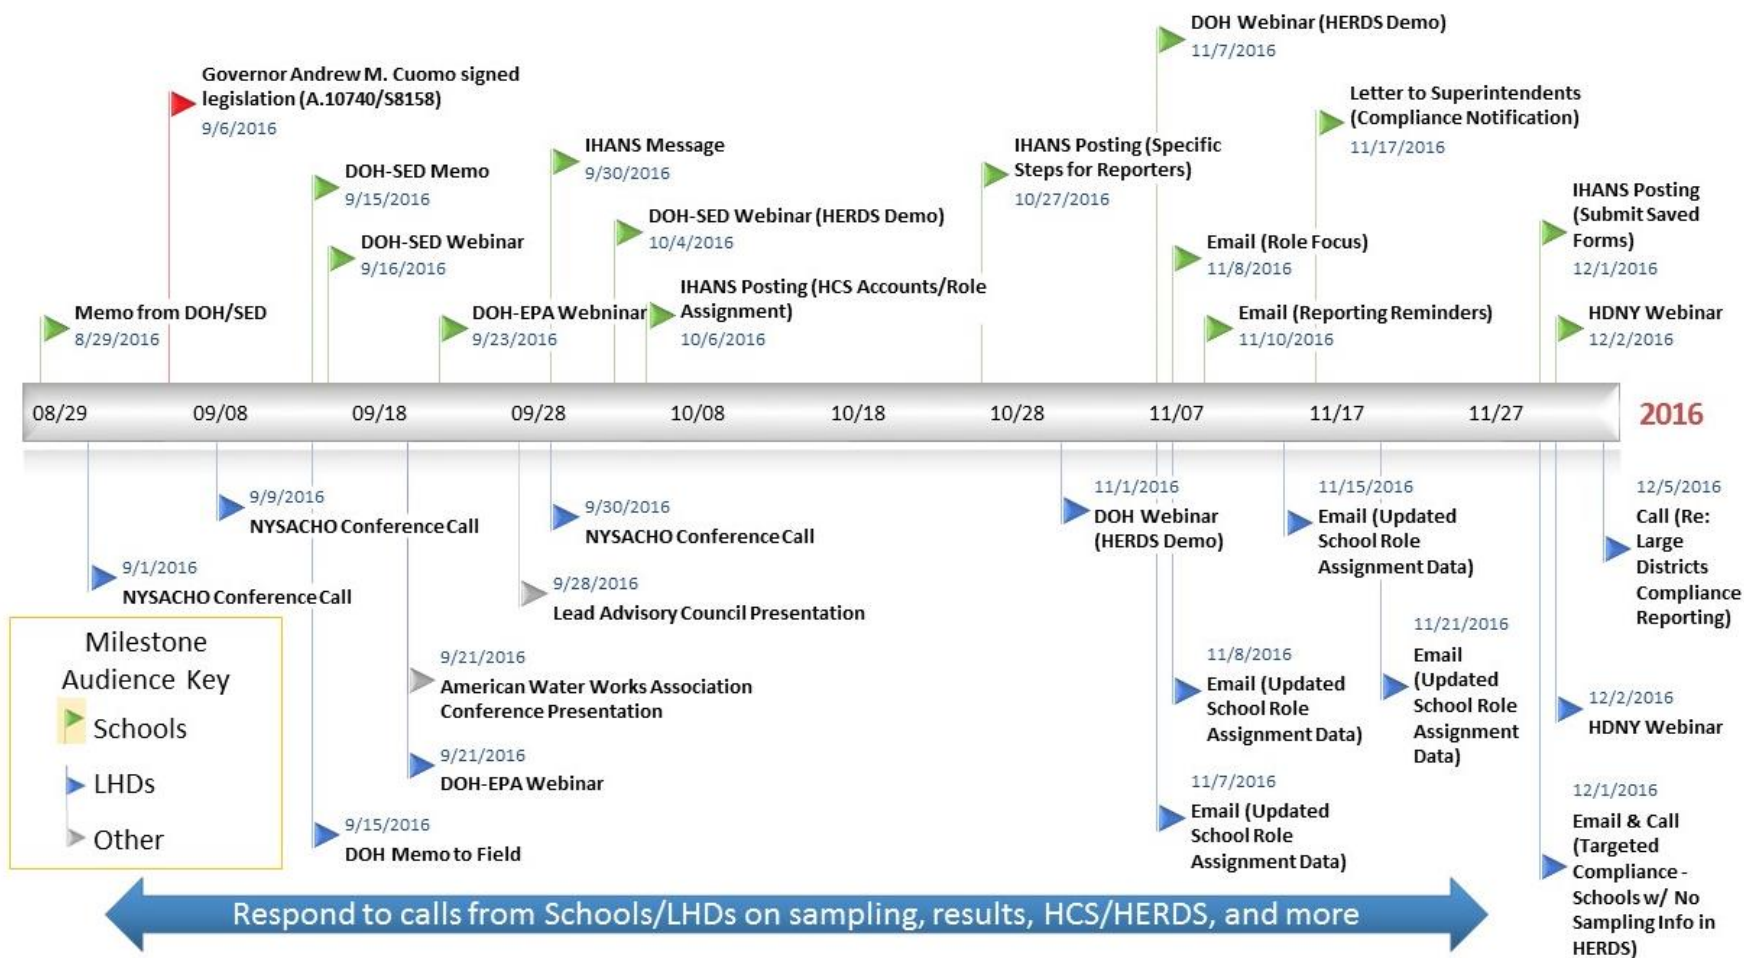 DOH Webinar (HERDS Demo)
11/7/2016
Governor Andrew M. Cuomo signed
legislation (A.10740/S8158)
9/6/2016
Letter to Superintendents
(Compliance Notification)
11/17/2016
IHANS Message
9/30/2016
IHANS Posting (Specific
Steps for Reporters)
10/27/2016
DOH-SED Memo
9/15/2016
IHANS Posting
(Submit Saved
Forms)
12/1/2016
DOH-SED Webinar (HERDS Demo)
10/4/2016
DOH-SED Webinar
9/16/2016
Email (Role Focus)
11/8/2016
IHANS Posting (HCS Accounts/Role
Assignment)
10/6/2016
Memo from DOH/SED
8/29/2016
DOH-EPA Webninar
9/23/2016
Email (Reporting Reminders)
11/10/2016
HDNY Webinar
12/2/2016
08/29 09/08 09/18 09/28 10/08 10/18 10/28 11/07 11/17 11/27 2016
9/9/2016
NYSACHO Conference Call
9/30/2016
NYSACHO Conference Call
11/1/2016
DOH Webinar
(HERDS Demo)
11/15/2016
Email (Updated
School Role
Assignment Data)
12/5/2016
Call (Re:
Large
Districts
Compliance
Reporting)
9/1/2016
NYSACHO Conference Call
9/28/2016
Lead Advisory Council Presentation
9/21/2016
American Water Works Association
Conference Presentation
11/8/2016
Email (Updated
School Role
Assignment Data)
11/21/2016
Email
(Updated
School Role
Assignment
Data)
12/2/2016
HDNY Webinar
9/21/2016
DOH-EPA Webinar
11/7/2016
Email (Updated
School Role
Assignment Data)
12/1/2016
Email & Call
(Targeted
Compliance -
Schools w/ No
Sampling Info in
HERDS)
9/15/2016
DOH Memo to Field
Milestone
Audience Key
Schools
LHDs
Other
Respond to calls from Schools/LHDs on sampling, results, HCS/HERDS, and more